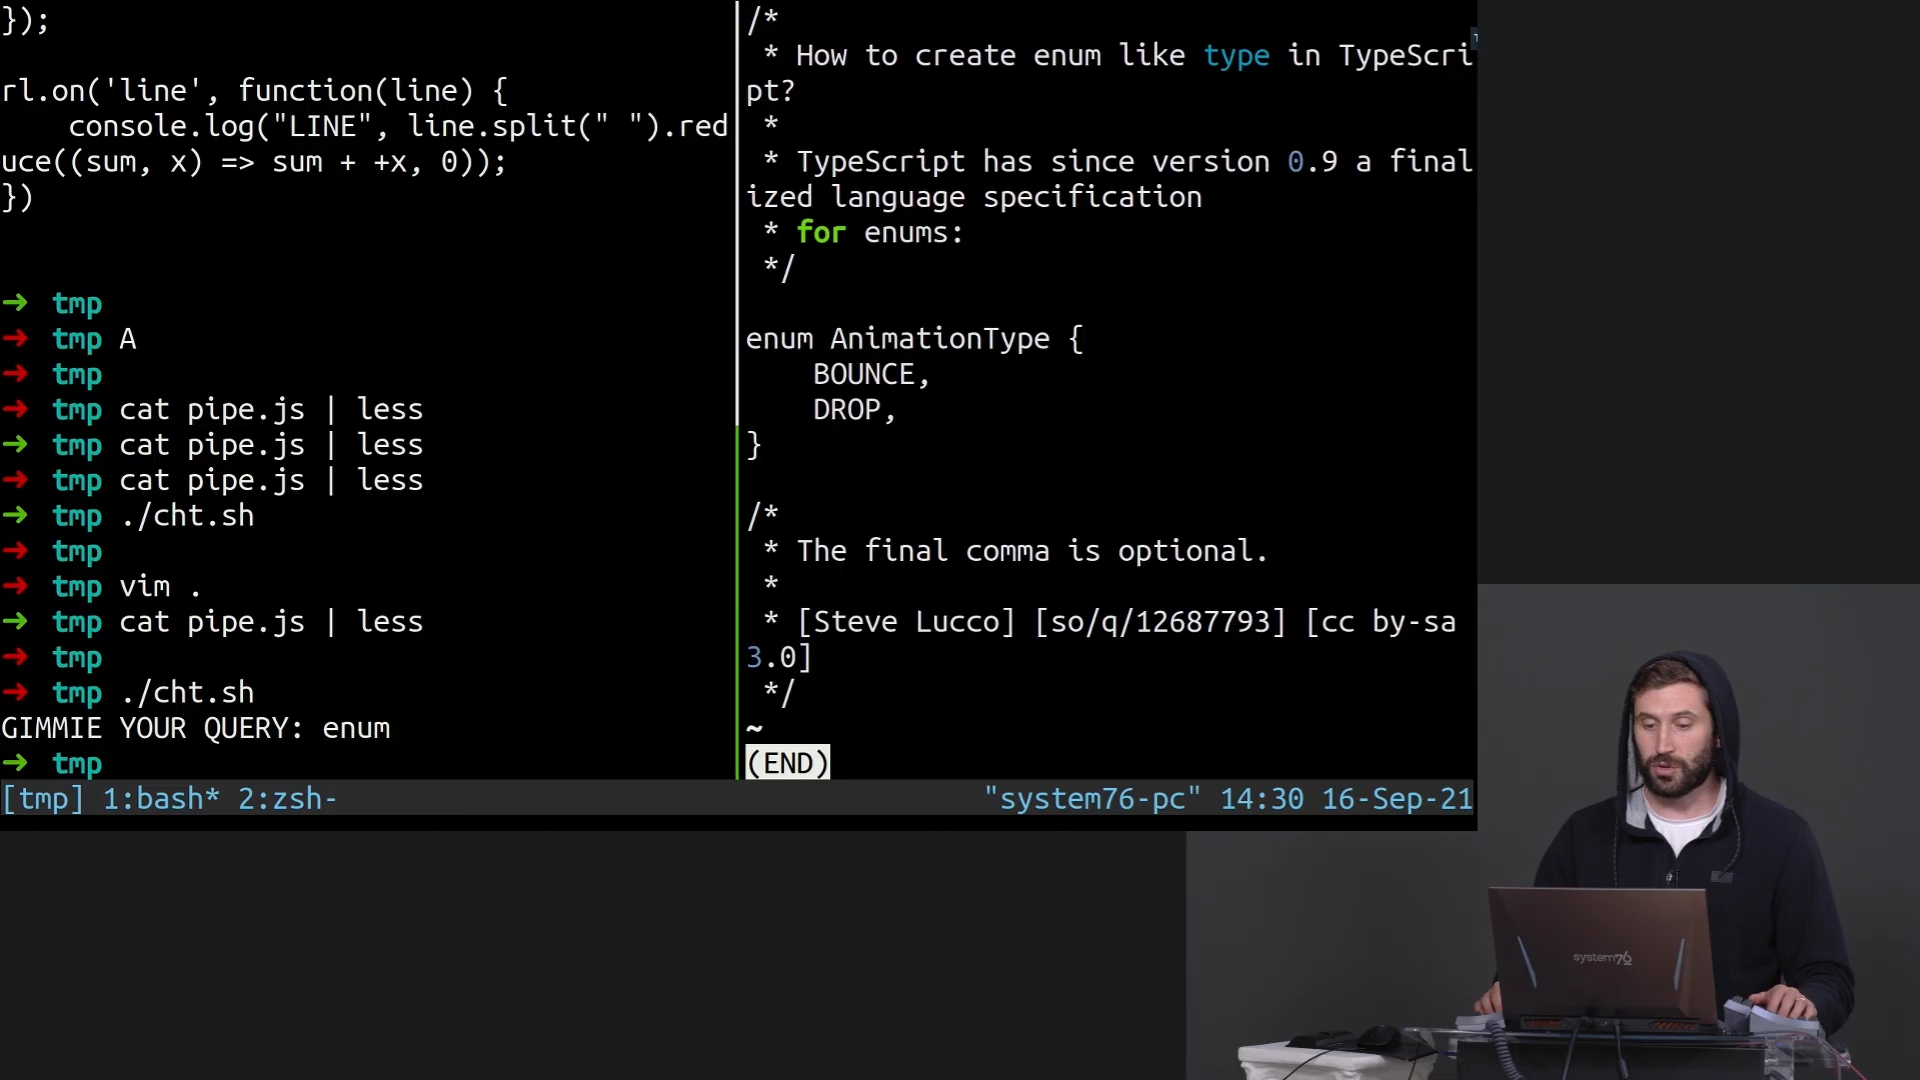 });
rl.on('line', function(line) {
    console.log("LINE", line.split(" ").red
uce((sum, x) => sum + +x, 0));
})
➜ tmp
➜ tmp A
➜ tmp
➜ tmp cat pipe.js | less
➜ tmp cat pipe.js | less
➜ tmp cat pipe.js | less
➜ tmp ./cht.sh
➜ tmp
➜ tmp vim .
➜ tmp cat pipe.js | less
➜ tmp
➜ tmp ./cht.sh
GIMMIE YOUR QUERY: enum
➜ tmp
/*
 * How to create enum like type in TypeScri
pt?
 *
 * TypeScript has since version 0.9 a final
ized language specification
 * for enums:
 */
enum AnimationType {
    BOUNCE,
    DROP,
}
/*
 * The final comma is optional.
 *
 * [Steve Lucco] [so/q/12687793] [cc by-sa
3.0]
 */
~
(END)
[tmp] 1:bash* 2:zsh- "system76-pc" 14:30 16-Sep-21
system76